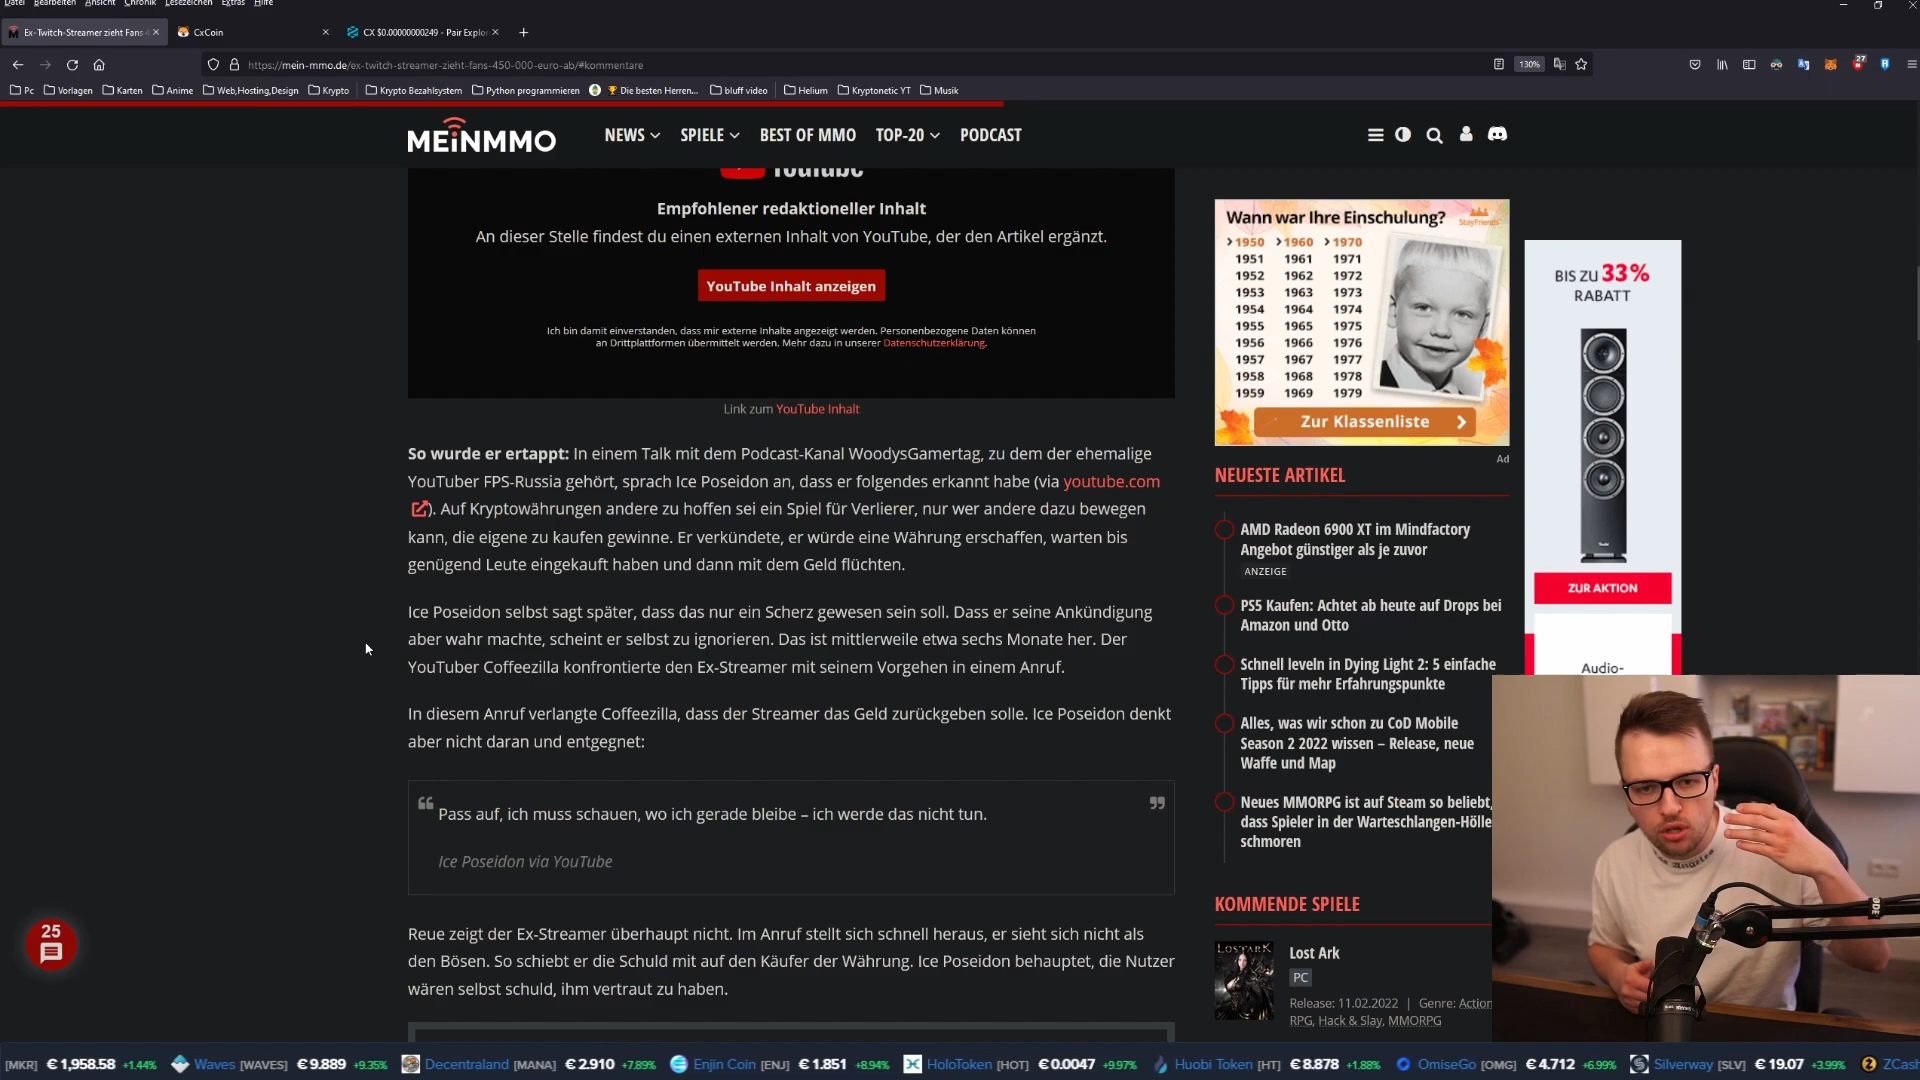 Datei Bearbeiten Ansicht Chronik Lesezeichen Extras Hilfe
Ex-Twitch-Streamer zieht Fans
CxCoin
CX $0.00000000249 - Pair Explo
https://mein-mmo.de/ex-twitch-streamer-zieht-fans-450-000-euro-ab/#kommentare
130%
27
Pc
Vorlagen
Karten
Anime
Web,Hosting,Design
Krypto
Krypto Bezahlsystem
Python programmieren
Die besten Herren...
bluff video
Helium
Kryptonetic YT
Musik
MEiNMMO
NEWS
SPIELE
BEST OF MMO
TOP-20
PODCAST
YouTube
Empfohlener redaktioneller Inhalt
An dieser Stelle findest du einen externen Inhalt von YouTube, der den Artikel ergänzt.
YouTube Inhalt anzeigen
Ich bin damit einverstanden, dass mir externe Inhalte angezeigt werden. Personenbezogene Daten können
an Drittplattformen übermittelt werden. Mehr dazu in unserer Datenschutzerklärung.
Link zum YouTube Inhalt
So wurde er ertappt: In einem Talk mit dem Podcast-Kanal WoodysGamertag, zu dem der ehemalige
YouTuber FPS-Russia gehört, sprach Ice Poseidon an, dass er folgendes erkannt habe (via youtube.com
). Auf Kryptowährungen andere zu hoffen sei ein Spiel für Verlierer, nur wer andere dazu bewegen
kann, die eigene zu kaufen gewinne. Er verkündete, er würde eine Währung erschaffen, warten bis
genügend Leute eingekauft haben und dann mit dem Geld flüchten.
Ice Poseidon selbst sagt später, dass das nur ein Scherz gewesen sein soll. Dass er seine Ankündigung
aber wahr machte, scheint er selbst zu ignorieren. Das ist mittlerweile etwa sechs Monate her. Der
YouTuber Coffeezilla konfrontierte den Ex-Streamer mit seinem Vorgehen in einem Anruf.
In diesem Anruf verlangte Coffeezilla, dass der Streamer das Geld zurückgeben solle. Ice Poseidon denkt
aber nicht daran und entgegnet:
“ Pass auf, ich muss schauen, wo ich gerade bleibe – ich werde das nicht tun. ”
Ice Poseidon via YouTube
Reue zeigt der Ex-Streamer überhaupt nicht. Im Anruf stellt sich schnell heraus, er sieht sich nicht als
den Bösen. So schiebt er die Schuld mit auf den Käufer der Währung. Ice Poseidon behauptet, die Nutzer
wären selbst schuld, ihm vertraut zu haben.
25
Wann war Ihre Einschulung?
StayFriends
1950 1960 1970
1951 1961 1971
1952 1962 1972
1953 1963 1973
1954 1964 1974
1955 1965 1975
1956 1966 1976
1957 1967 1977
1958 1968 1978
1959 1969 1979
Zur Klassenliste
Ad
NEUESTE ARTIKEL
AMD Radeon 6900 XT im Mindfactory
Angebot günstiger als je zuvor
ANZEIGE
PS5 Kaufen: Achtet ab heute auf Drops bei
Amazon und Otto
Schnell leveln in Dying Light 2: 5 einfache
Tipps für mehr Erfahrungspunkte
Alles, was wir schon zu CoD Mobile
Season 2 2022 wissen – Release, neue
Waffe und Map
Neues MMORPG ist auf Steam so beliebt,
dass Spieler in der Warteschlangen-Hölle
schmoren
KOMMENDE SPIELE
LOST ARK
Lost Ark
PC
Release: 11.02.2022 | Genre: Action
RPG, Hack & Slay, MMORPG
BIS ZU 33%
RABATT
ZUR AKTION
Audio-
Los Angeles
[MKR] € 1,958.58 +1.44%
Waves [WAVES] € 9.889 +9.35%
Decentraland [MANA] € 2.910 +7.89%
Enjin Coin [ENJ] € 1.851 +8.94%
HoloToken [HOT] € 0.0047 +9.97%
Huobi Token [HT] € 8.878 +1.88%
OmiseGo [OMG] € 4.712 +6.99%
Silverway [SLV] € 19.07 +3.99%
ZCash